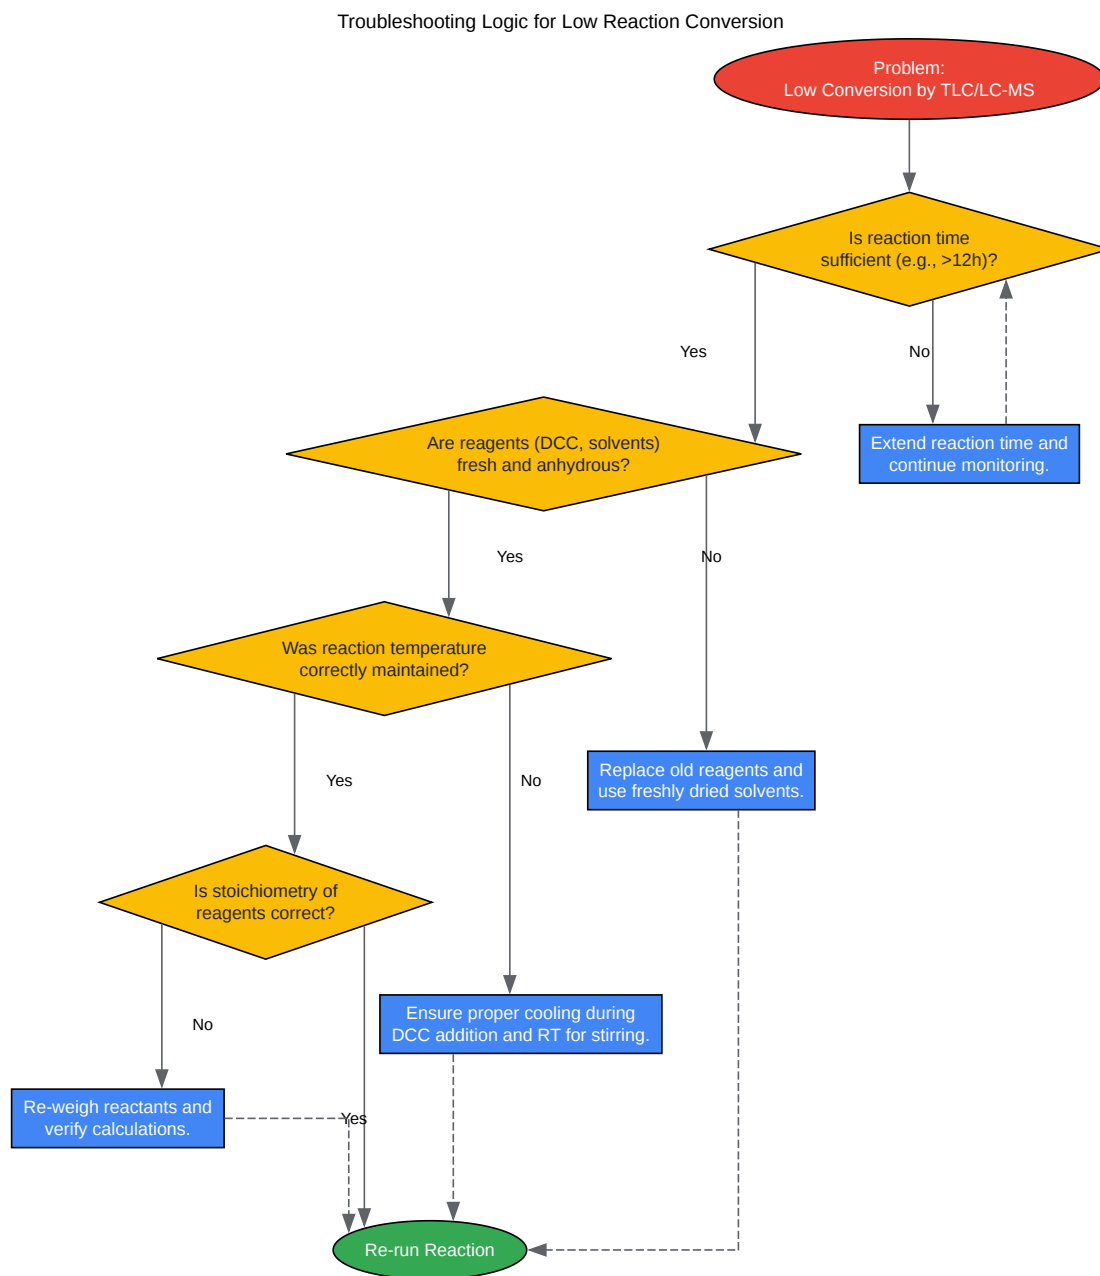 Troubleshooting Logic for Low Reaction Conversion
Problem:
Low Conversion by TLC/LC-MS
Is reaction time
sufficient (e.g., >12h)?
Yes
No
Are reagents (DCC, solvents)
fresh and anhydrous?
Extend reaction time and
continue monitoring.
Yes
No
Was reaction temperature
correctly maintained?
Yes
No
Replace old reagents and
use freshly dried solvents.
Is stoichiometry of
reagents correct?
No
Ensure proper cooling during
DCC addition and RT for stirring.
Re-weigh reactants and
verify calculations.
Yes
Re-run Reaction